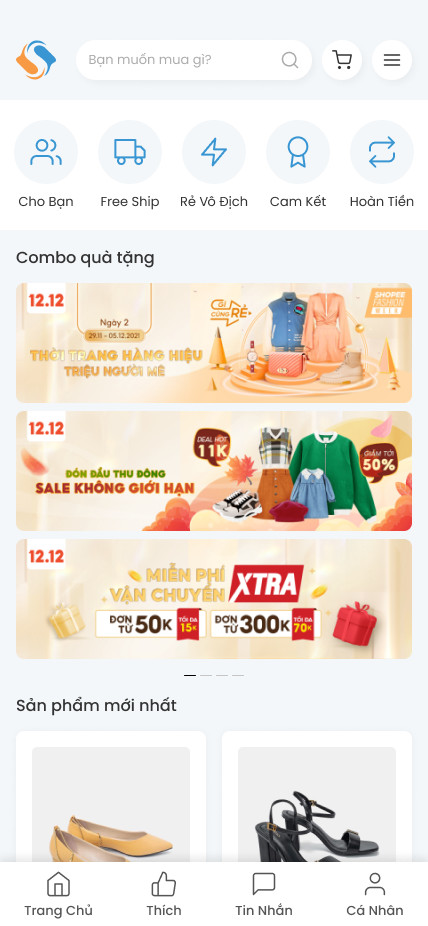 Bạn muốn mua gì?
Cho Bạn
Free Ship
Rẻ Vô Địch
Cam Kết
Hoàn Tiền
Combo quà tặng
12.12
Ngày 2
29.11 - 05.12.2021
THỜI TRANG HÀNG HIỆU
TRIỆU NGƯỜI MÊ
GÌ CŨNG RẺ
SHOPEE
FASHION
WEEK
12.12
ĐÓN ĐẦU THU ĐÔNG
SALE KHÔNG GIỚI HẠN
DEAL HOT
11K
GIẢM TỚI
50%
12.12
MIỄN PHÍ
VẬN CHUYỂN
XTRA
ĐƠN TỪ 50K
TỐI ĐA
15K
ĐƠN TỪ 300K
TỐI ĐA
70K
Sản phẩm mới nhất
Trang Chủ
Thích
Tin Nhắn
Cá Nhân